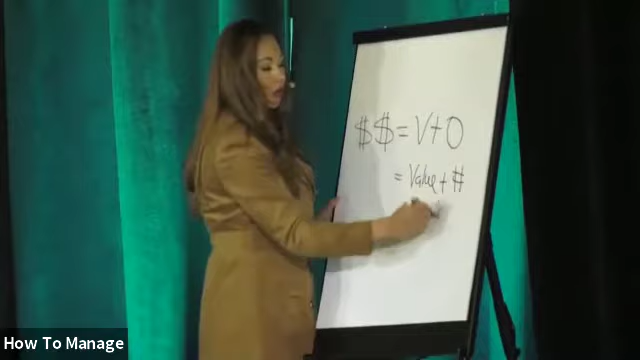 $$ = V + O
= Value + #
How To Manage